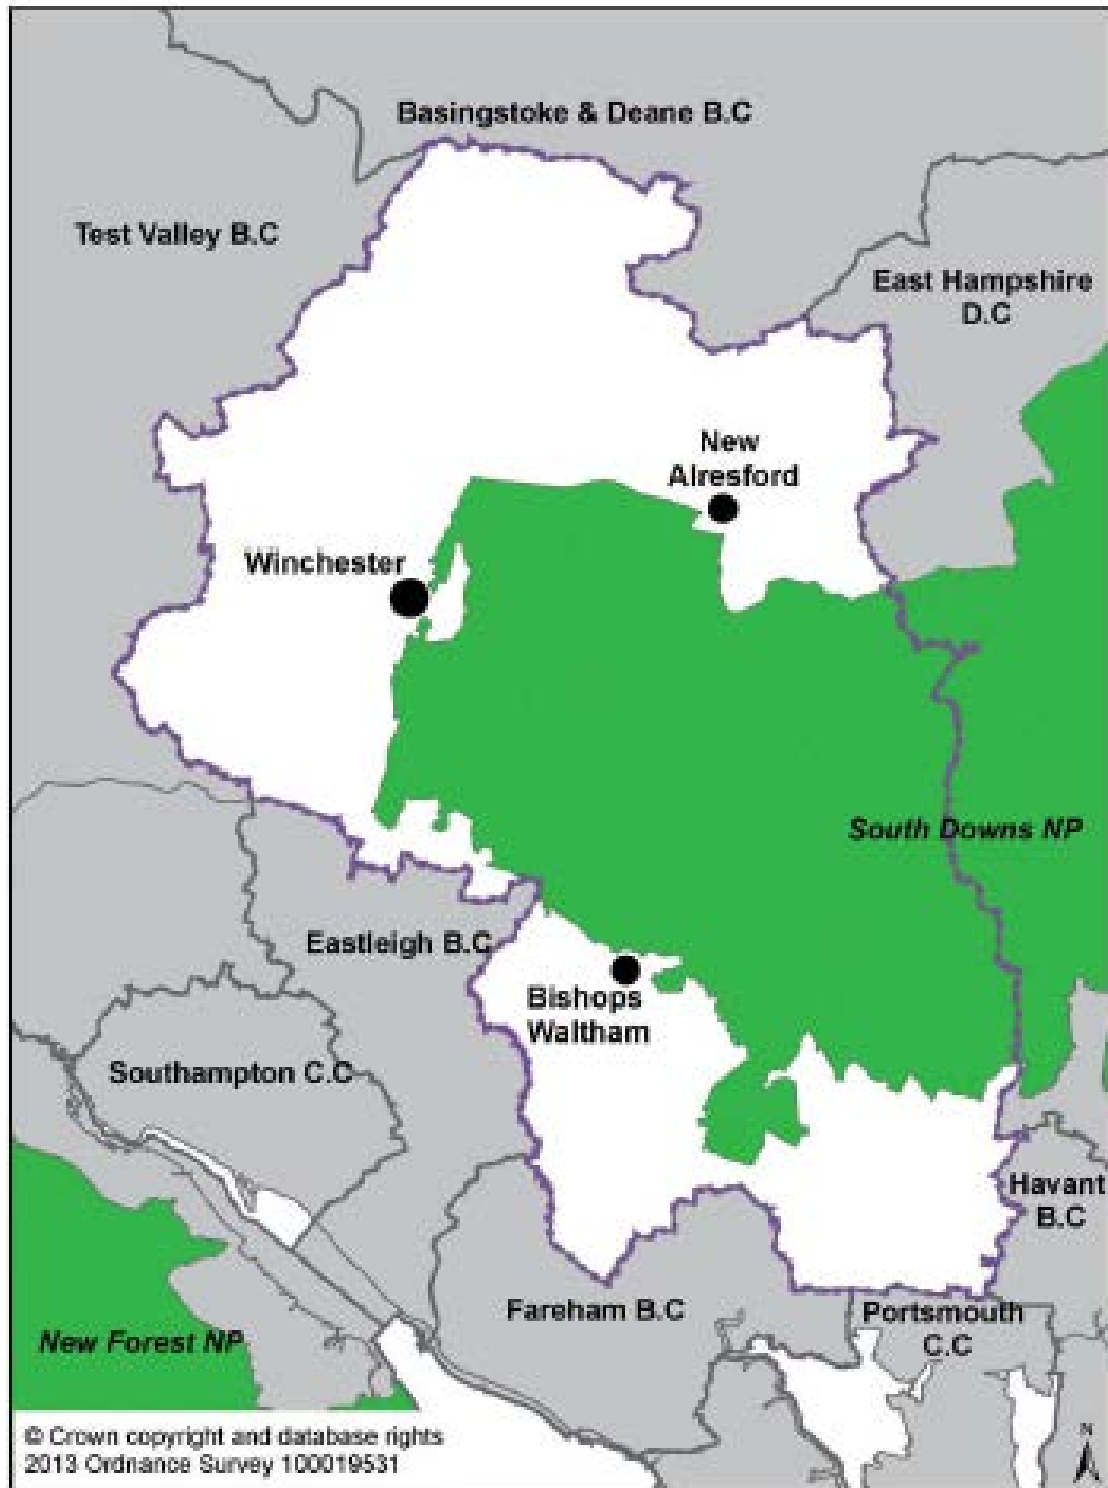 Basingstoke & Deane B.C
Test Valley B.C
East Hampshire
D.C
New
Alresford
Winchester
South Downs NP
Eastleigh B.C
Bishops
Waltham
Southampton C.C
Havant
B.C
Fareham B.C
Portsmouth
C.C
New Forest NP
© Crown copyright and database rights
2013 Ordnance Survey 100019531
N